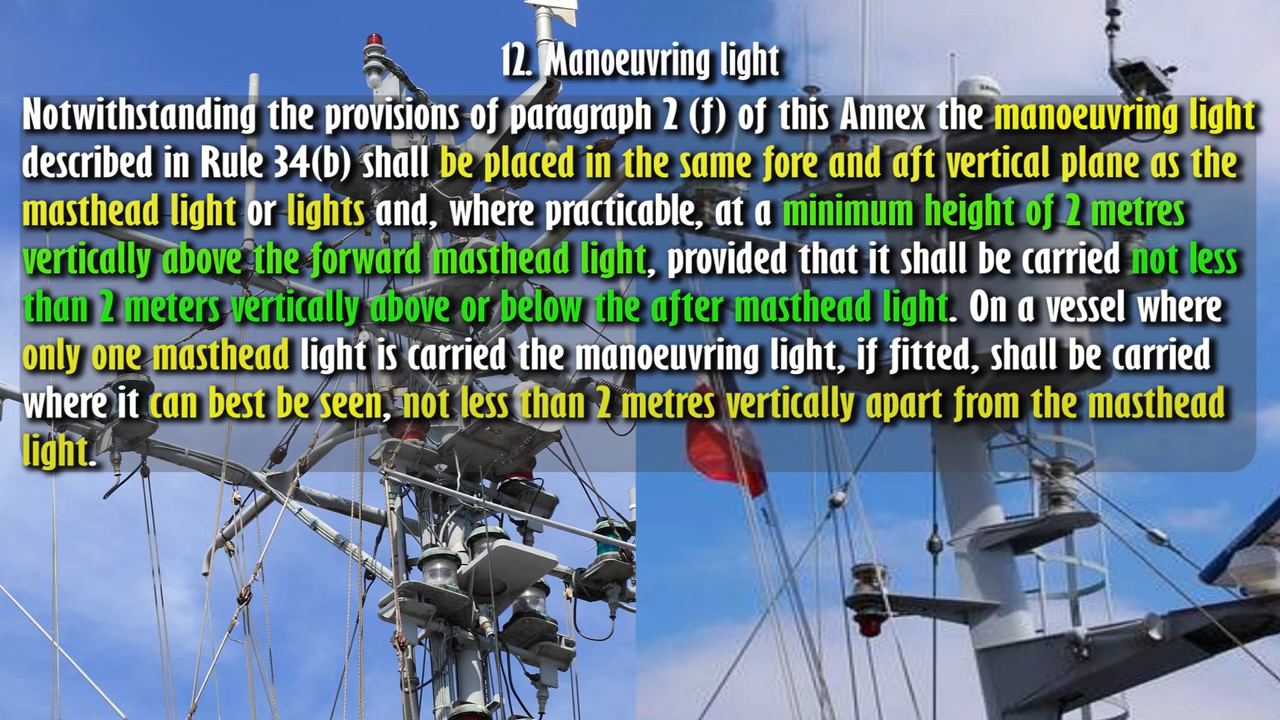 12. Manoeuvring light
Notwithstanding the provisions of paragraph 2 (f) of this Annex the manoeuvring light
described in Rule 34(b) shall be placed in the same fore and aft vertical plane as the
masthead light or lights and, where practicable, at a minimum height of 2 metres
vertically above the forward masthead light, provided that it shall be carried not less
than 2 meters vertically above or below the after masthead light. On a vessel where
only one masthead light is carried the manoeuvring light, if fitted, shall be carried
where it can best be seen, not less than 2 metres vertically apart from the masthead
light.